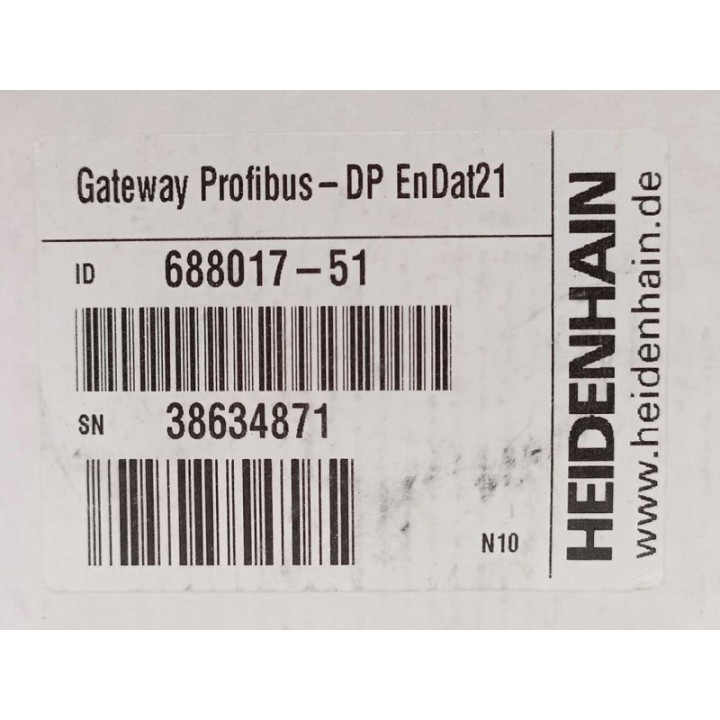 Gateway Profibus – DP EnDat21
ID 688017 – 51
SN 38634871
N10
HEIDENHAIN
www.heidenhain.de